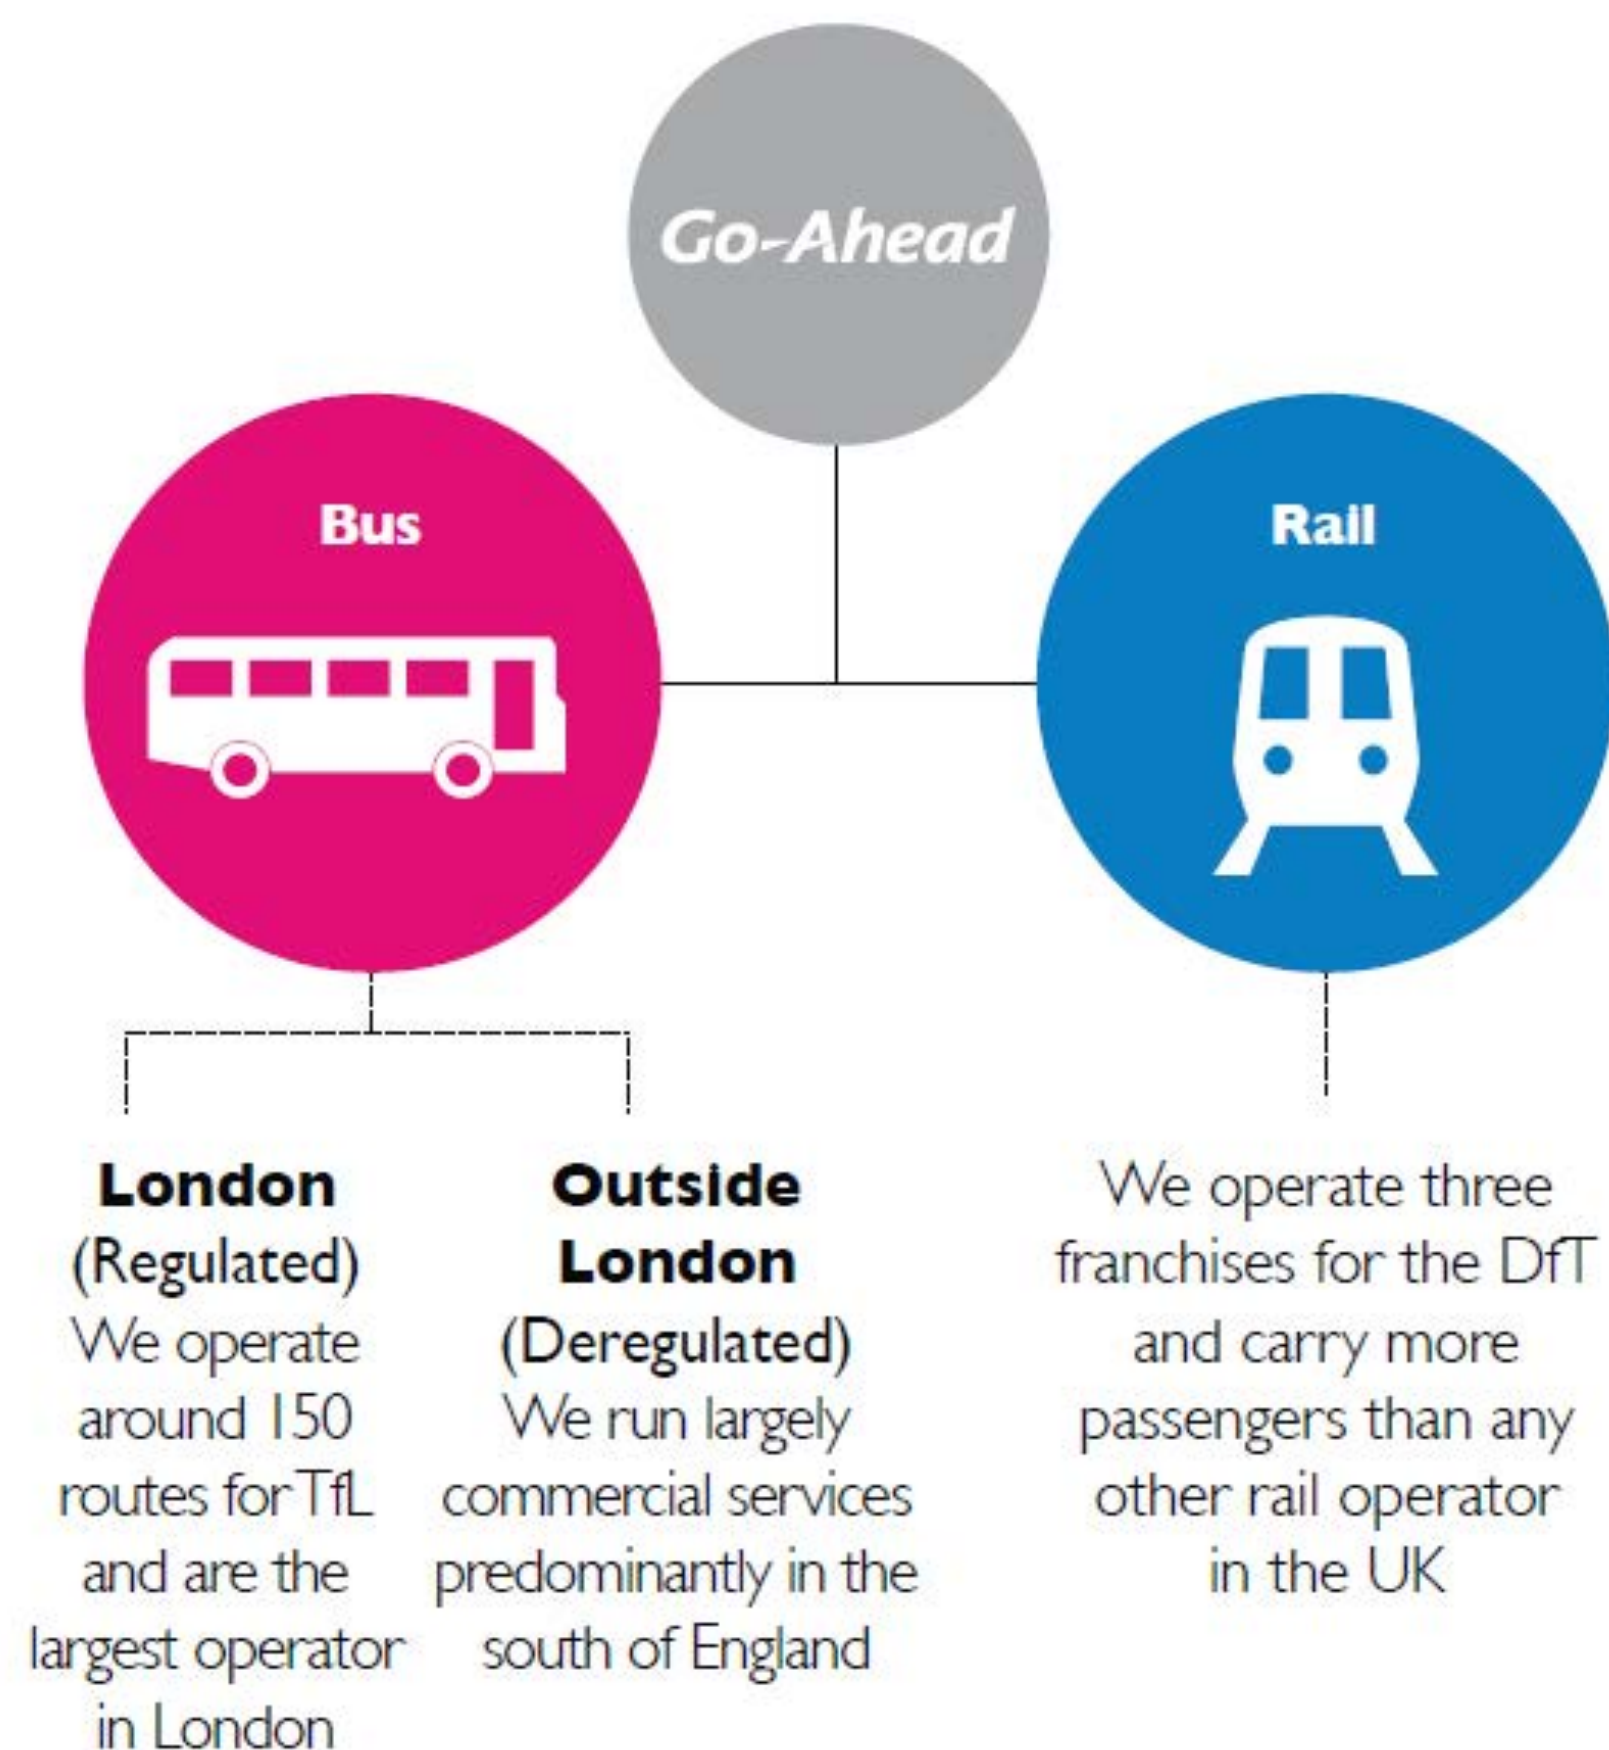 Go-Ahead
Bus
Rail
London
(Regulated)
We operate
around 150
routes for TfL
and are the
largest operator
in London
Outside
London
(Deregulated)
We run largely
commercial services
predominantly in the
south of England
We operate three
franchises for the DfT
and carry more
passengers than any
other rail operator
in the UK